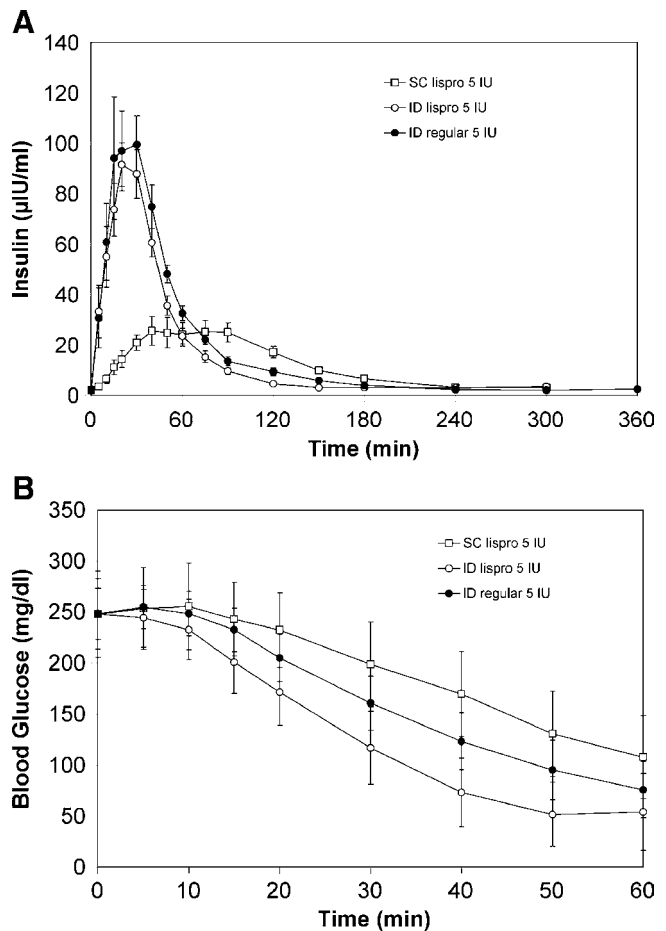 A
140
120
100
80
60
40
20
0
Insulin (µIU/ml)
SC lispro 5 IU
ID lispro 5 IU
ID regular 5 IU
0 60 120 180 240 300 360
Time (min)
B
350
300
250
200
150
100
50
0
Blood Glucose (mg/dl)
SC lispro 5 IU
ID lispro 5 IU
ID regular 5 IU
0 10 20 30 40 50 60
Time (min)